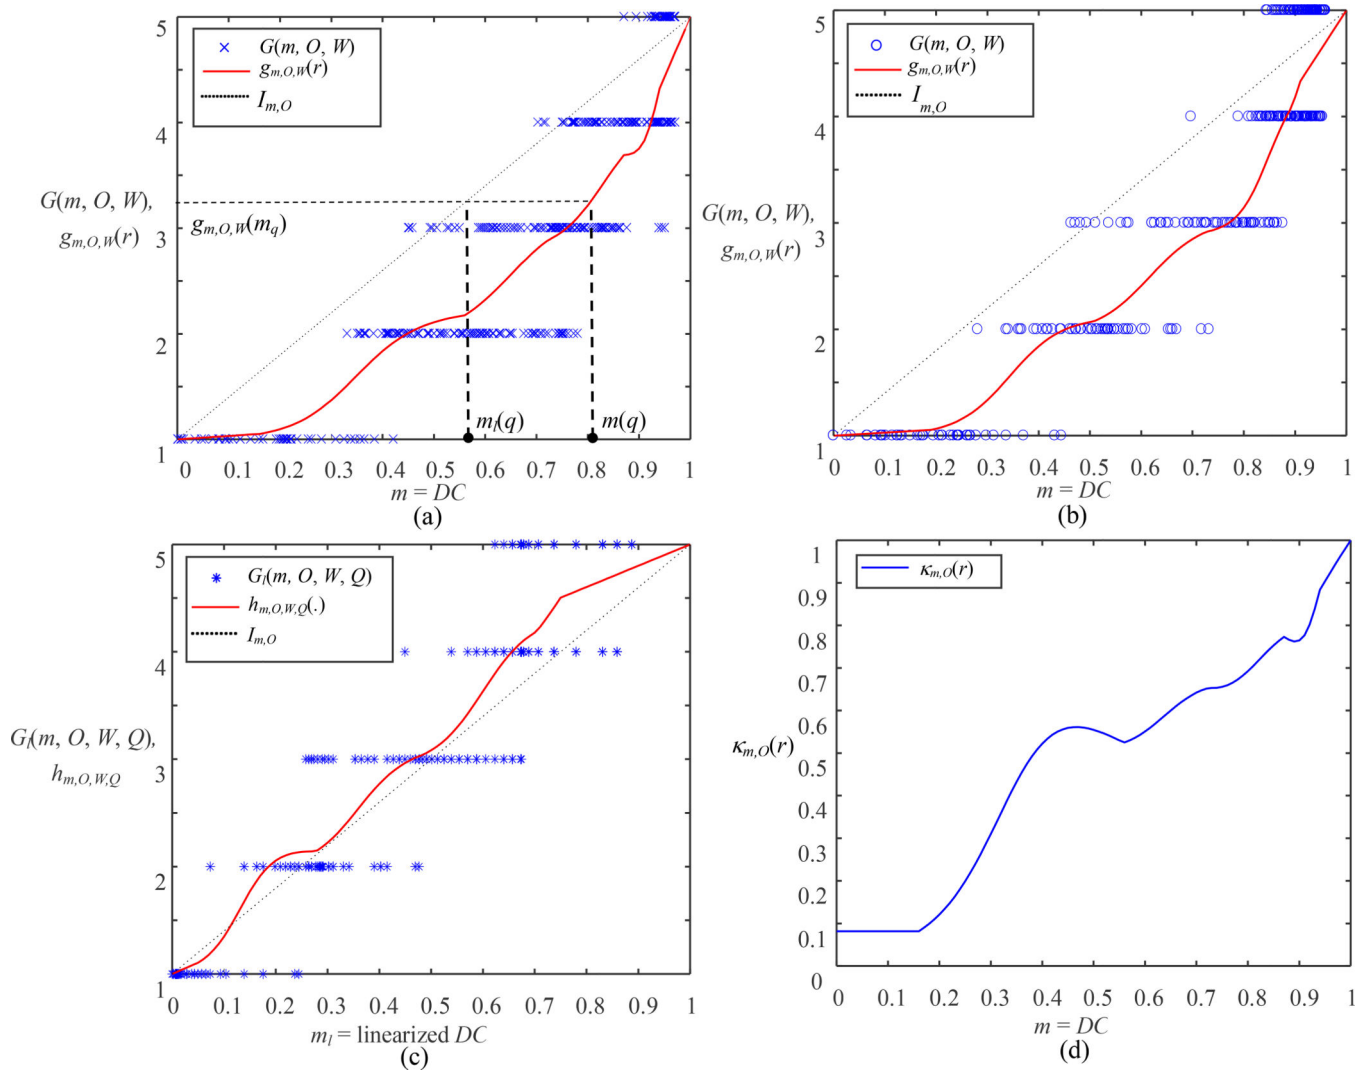 5
4
3
2
1
G(m, O, W)
g_{m,O,W}(r)
I_{m,O}
G(m, O, W),
g_{m,O,W}(r)
g_{m,O,W}(m_q)
m_l(q)
m(q)
0 0.1 0.2 0.3 0.4 0.5 0.6 0.7 0.8 0.9 1
m = DC
(a)
5
4
3
2
1
G(m, O, W)
g_{m,O,W}(r)
I_{m,O}
G(m, O, W),
g_{m,O,W}(r)
0 0.1 0.2 0.3 0.4 0.5 0.6 0.7 0.8 0.9 1
m = DC
(b)
5
4
3
2
1
G_l(m, O, W, Q)
h_{m,O,W,Q}(.)
I_{m,O}
G_l(m, O, W, Q),
h_{m,O,W,Q}
0 0.1 0.2 0.3 0.4 0.5 0.6 0.7 0.8 0.9 1
m_l = linearized DC
(c)
1
0.9
0.8
0.7
0.6
0.5
0.4
0.3
0.2
0.1
0
κ_{m,O}(r)
κ_{m,O}(r)
0 0.1 0.2 0.3 0.4 0.5 0.6 0.7 0.8 0.9 1
m = DC
(d)